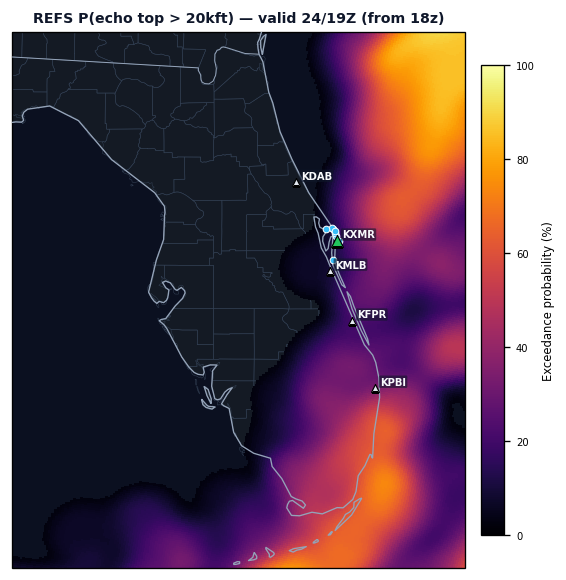 REFS P(echo top > 20kft) — valid 24/19Z (from 18z)
KDAB
KXMR
KMLB
KFPR
KPBI
100
80
60
40
20
0
Exceedance probability (%)